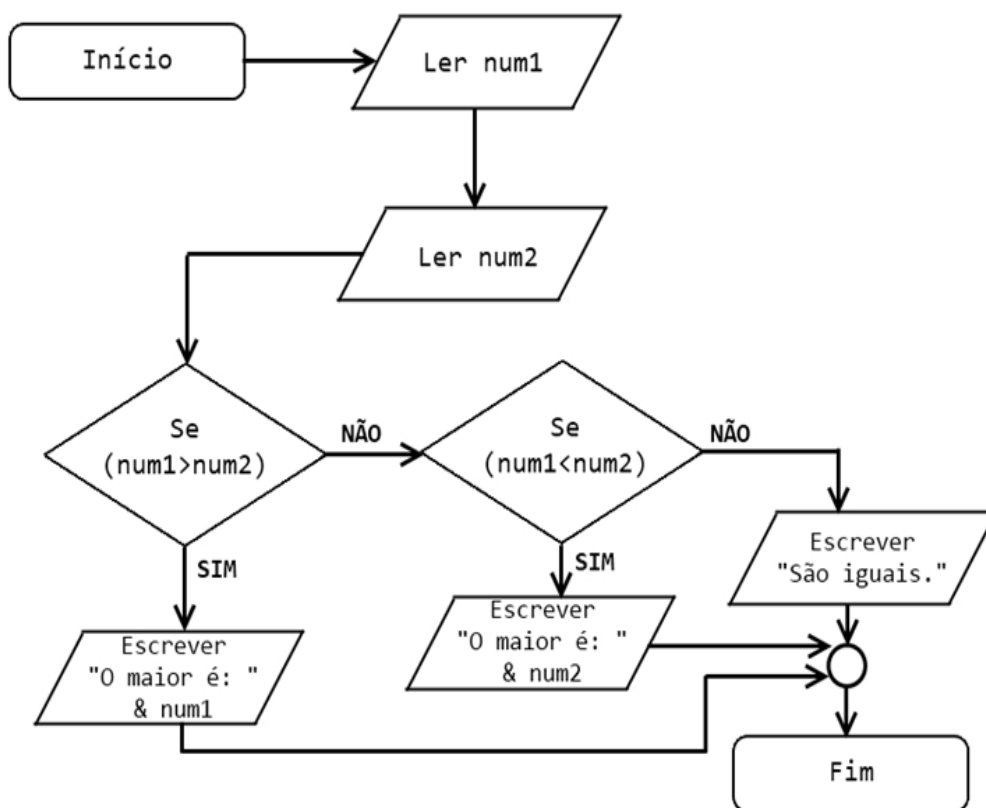 Início
Ler num1
Ler num2
Se
(num1>num2)
NÃO
Se
(num1<num2)
NÃO
SIM
SIM
Escrever
"São iguais."
Escrever
"O maior é: "
& num2
Escrever
"O maior é: "
& num1
Fim